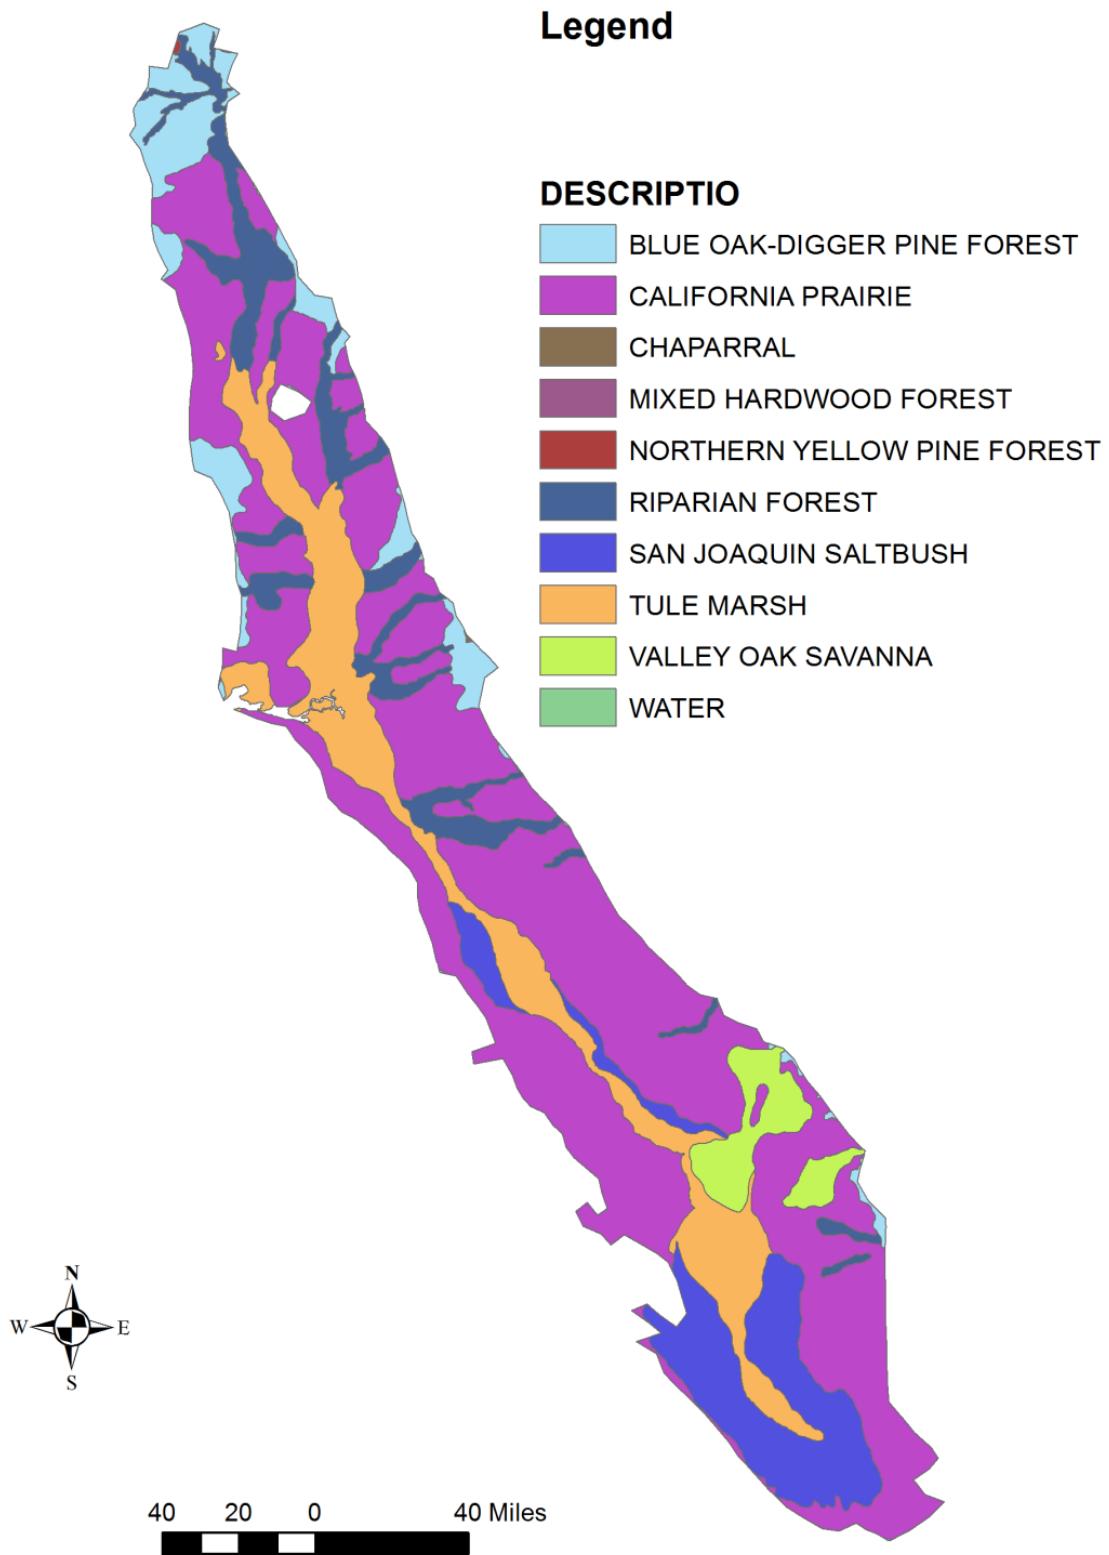 Legend
DESCRIPTIO
BLUE OAK-DIGGER PINE FOREST
CALIFORNIA PRAIRIE
CHAPARRAL
MIXED HARDWOOD FOREST
NORTHERN YELLOW PINE FOREST
RIPARIAN FOREST
SAN JOAQUIN SALTBUSH
TULE MARSH
VALLEY OAK SAVANNA
WATER
N
W E
S
40 20 0 40 Miles